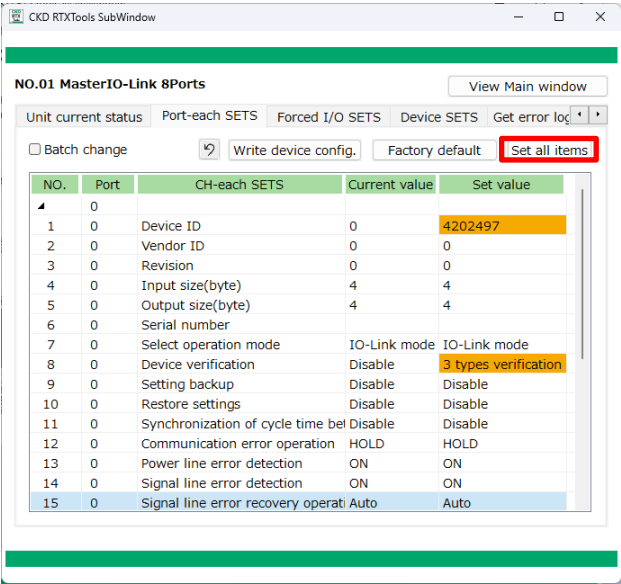 CKD RTXTools SubWindow
NO.01 MasterIO-Link 8Ports
View Main window
Unit current status Port-each SETS Forced I/O SETS Device SETS Get error log
Batch change Write device config. Factory default Set all items
NO. Port CH-each SETS Current value Set value
0
1 0 Device ID 0 4202497
2 0 Vendor ID 0 0
3 0 Revision 0 0
4 0 Input size(byte) 4 4
5 0 Output size(byte) 4 4
6 0 Serial number
7 0 Select operation mode IO-Link mode IO-Link mode
8 0 Device verification Disable 3 types verification
9 0 Setting backup Disable Disable
10 0 Restore settings Disable Disable
11 0 Synchronization of cycle time bet Disable Disable
12 0 Communication error operation HOLD HOLD
13 0 Power line error detection ON ON
14 0 Signal line error detection ON ON
15 0 Signal line error recovery operati Auto Auto